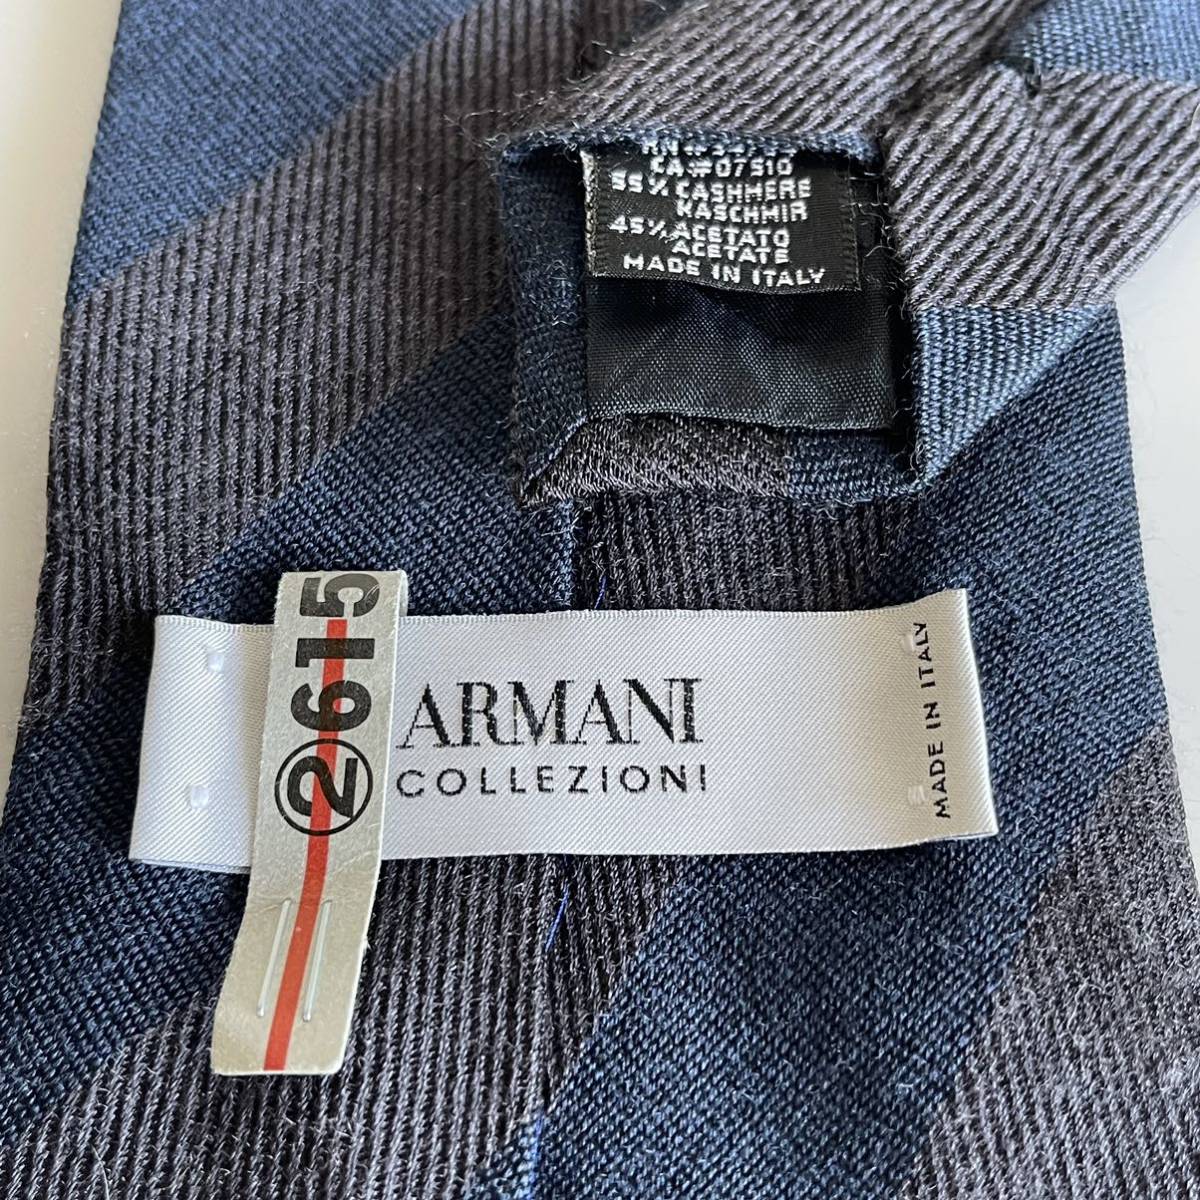 CA#07510
55% CASHMERE
KASCHMIR
45% ACETATO
ACETATE
MADE IN ITALY
②615
ARMANI
COLLEZIONI
MADE IN ITALY